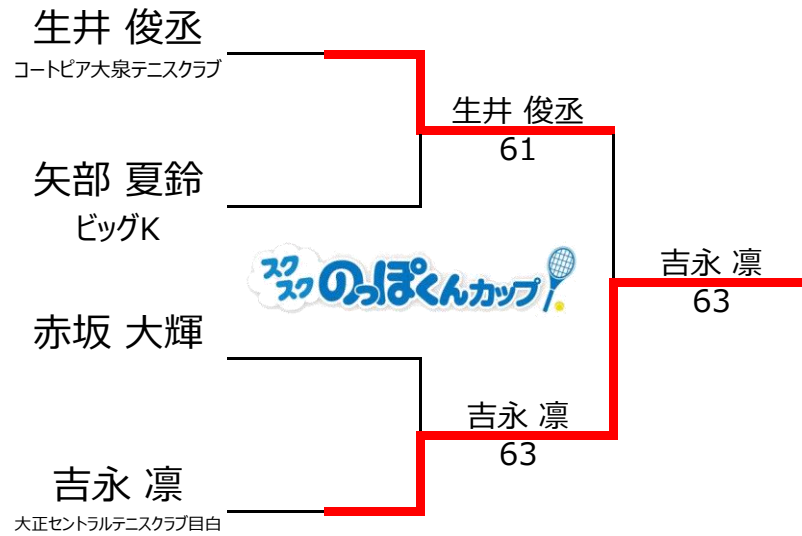 生井 俊丞
コートピア大泉テニスクラブ
生井 俊丞
61
矢部 夏鈴
ビッグK
スク
スク のっぽくんカップ
吉永 凛
63
赤坂 大輝
吉永 凛
63
吉永 凛
大正セントラルテニスクラブ目白